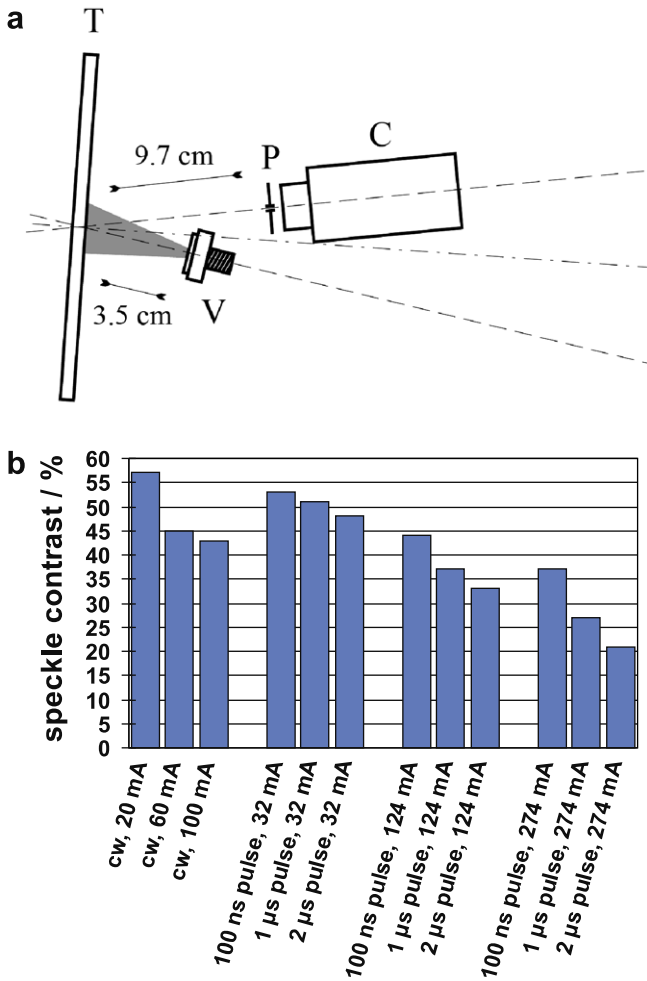 a
T
9.7 cm
P
C
3.5 cm
V
b
speckle contrast / %
60
55
50
45
40
35
30
25
20
15
10
5
0
cw, 20 mA
cw, 60 mA
cw, 100 mA
100 ns pulse, 32 mA
1 µs pulse, 32 mA
2 µs pulse, 32 mA
100 ns pulse, 124 mA
1 µs pulse, 124 mA
2 µs pulse, 124 mA
100 ns pulse, 274 mA
1 µs pulse, 274 mA
2 µs pulse, 274 mA